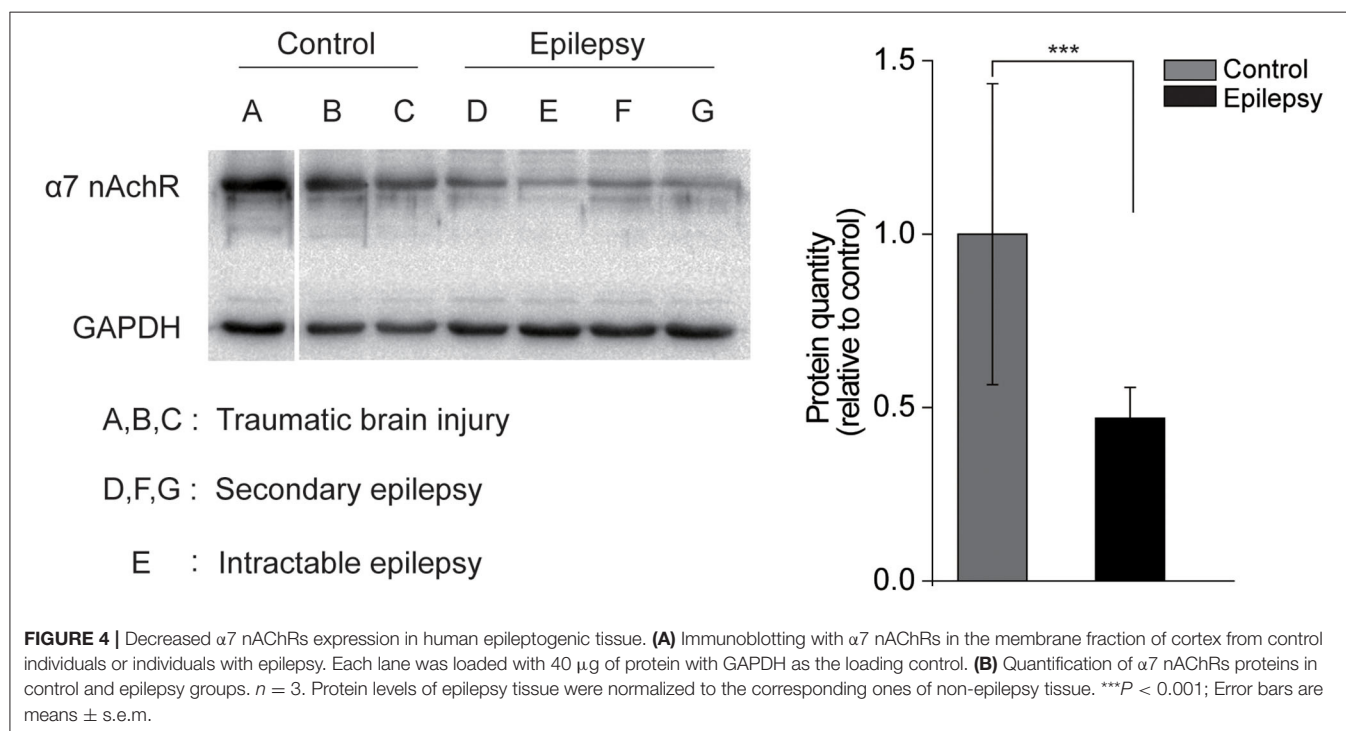 Control Epilepsy
A B C D E F G
α7 nAchR
GAPDH
A,B,C : Traumatic brain injury
D,F,G : Secondary epilepsy
E : Intractable epilepsy
***
Control
Epilepsy
Protein quantity
(relative to control)
1.5
1.0
0.5
0.0
FIGURE 4 | Decreased α7 nAChRs expression in human epileptogenic tissue. (A) Immunoblotting with α7 nAChRs in the membrane fraction of cortex from control
individuals or individuals with epilepsy. Each lane was loaded with 40 μg of protein with GAPDH as the loading control. (B) Quantification of α7 nAChRs proteins in
control and epilepsy groups. n = 3. Protein levels of epilepsy tissue were normalized to the corresponding ones of non-epilepsy tissue. ***P < 0.001; Error bars are
means ± s.e.m.